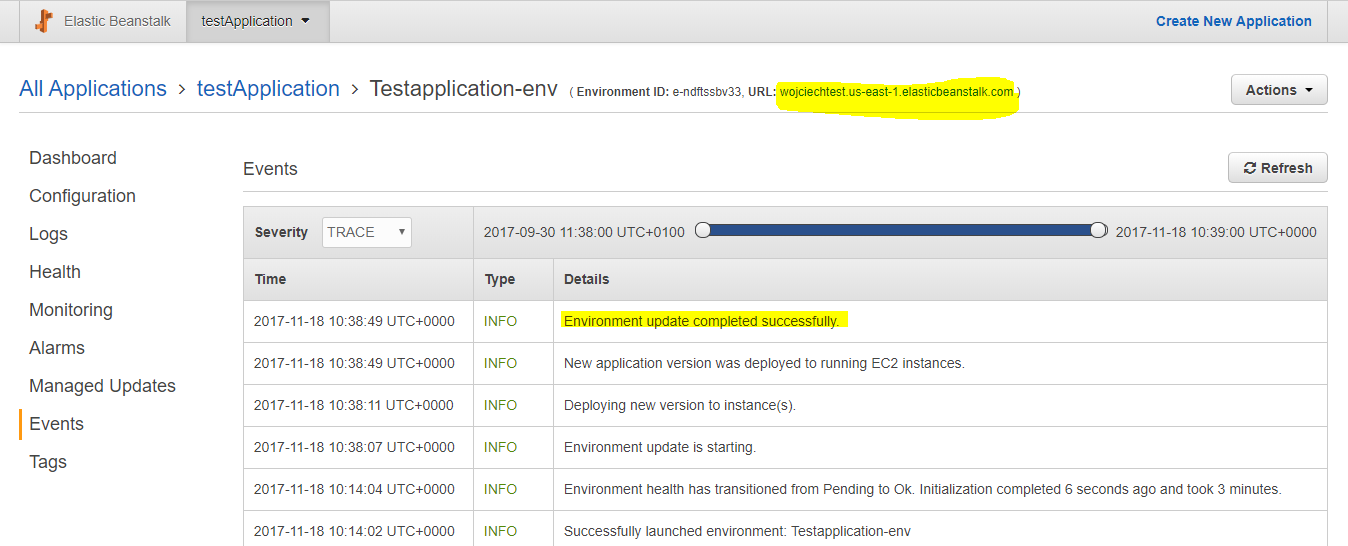 Elastic Beanstalk testApplication Create New Application
All Applications > testApplication > Testapplication-env ( Environment ID: e-ndftssbv33, URL: wojciechtest.us-east-1.elasticbeanstalk.com ) Actions
Dashboard
Configuration
Logs
Health
Monitoring
Alarms
Managed Updates
Events
Tags
Events Refresh
Severity TRACE 2017-09-30 11:38:00 UTC+0100 2017-11-18 10:39:00 UTC+0000
Time Type Details
2017-11-18 10:38:49 UTC+0000 INFO Environment update completed successfully.
2017-11-18 10:38:49 UTC+0000 INFO New application version was deployed to running EC2 instances.
2017-11-18 10:38:11 UTC+0000 INFO Deploying new version to instance(s).
2017-11-18 10:38:07 UTC+0000 INFO Environment update is starting.
2017-11-18 10:14:04 UTC+0000 INFO Environment health has transitioned from Pending to Ok. Initialization completed 6 seconds ago and took 3 minutes.
2017-11-18 10:14:02 UTC+0000 INFO Successfully launched environment: Testapplication-env